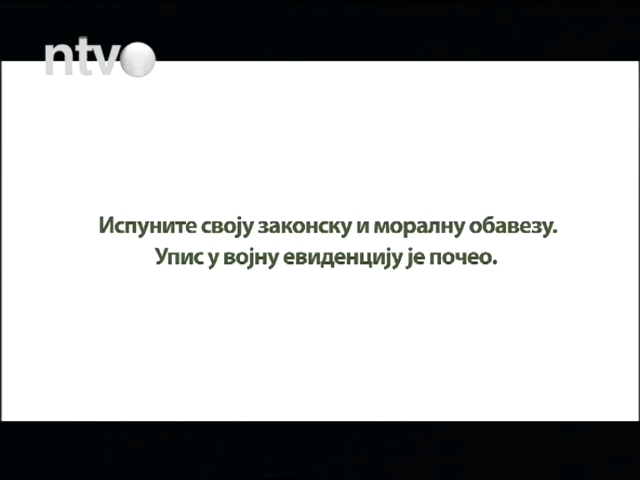 ntv
Испуните своју законску и моралну обавезу.
Упис у војну евиденцију је почео.